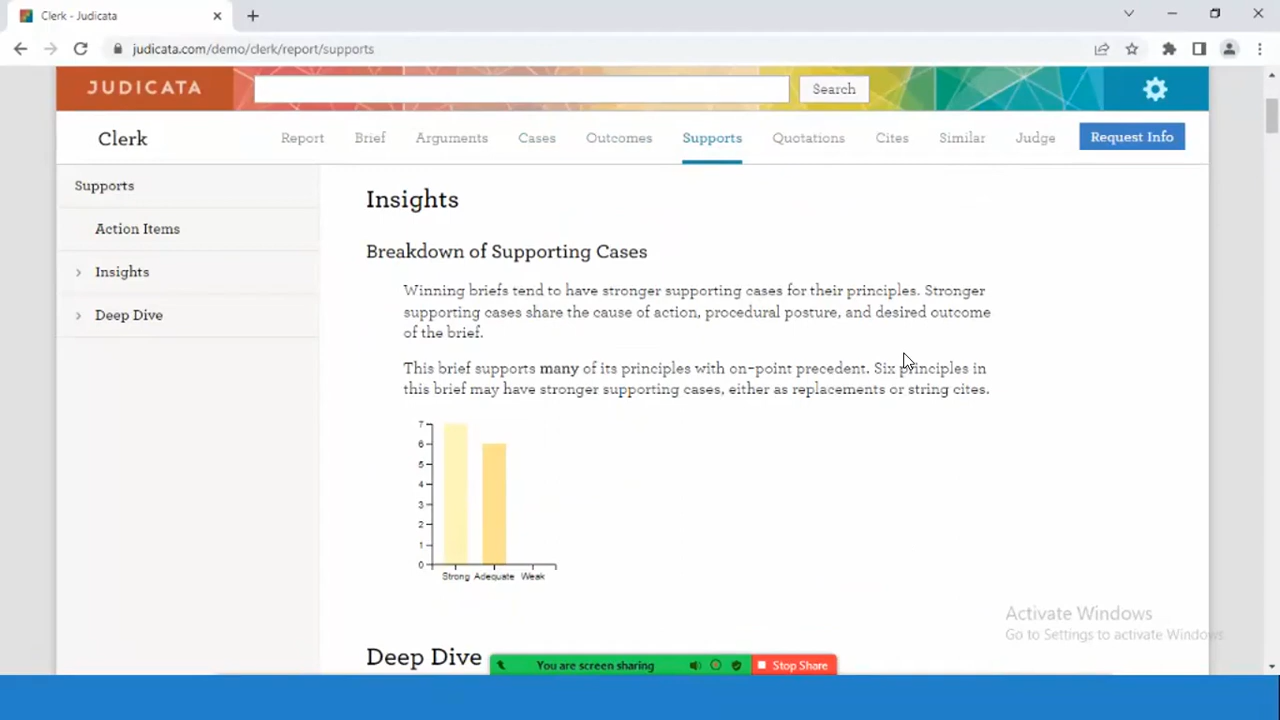 Clerk - Judicata
judicata.com/demo/clerk/report/supports
JUDICATA
Search
Clerk
Report
Brief
Arguments
Cases
Outcomes
Supports
Quotations
Cites
Similar
Judge
Request Info
Supports
Action Items
Insights
Deep Dive
Insights
Breakdown of Supporting Cases
Winning briefs tend to have stronger supporting cases for their principles. Stronger
supporting cases share the cause of action, procedural posture, and desired outcome
of the brief.
This brief supports many of its principles with on-point precedent. Six principles in
this brief may have stronger supporting cases, either as replacements or string cites.
7
6
5
4
3
2
1
0
Strong Adequate Weak
Activate Windows
Go to Settings to activate Windows
Deep Dive
You are screen sharing
Stop Share